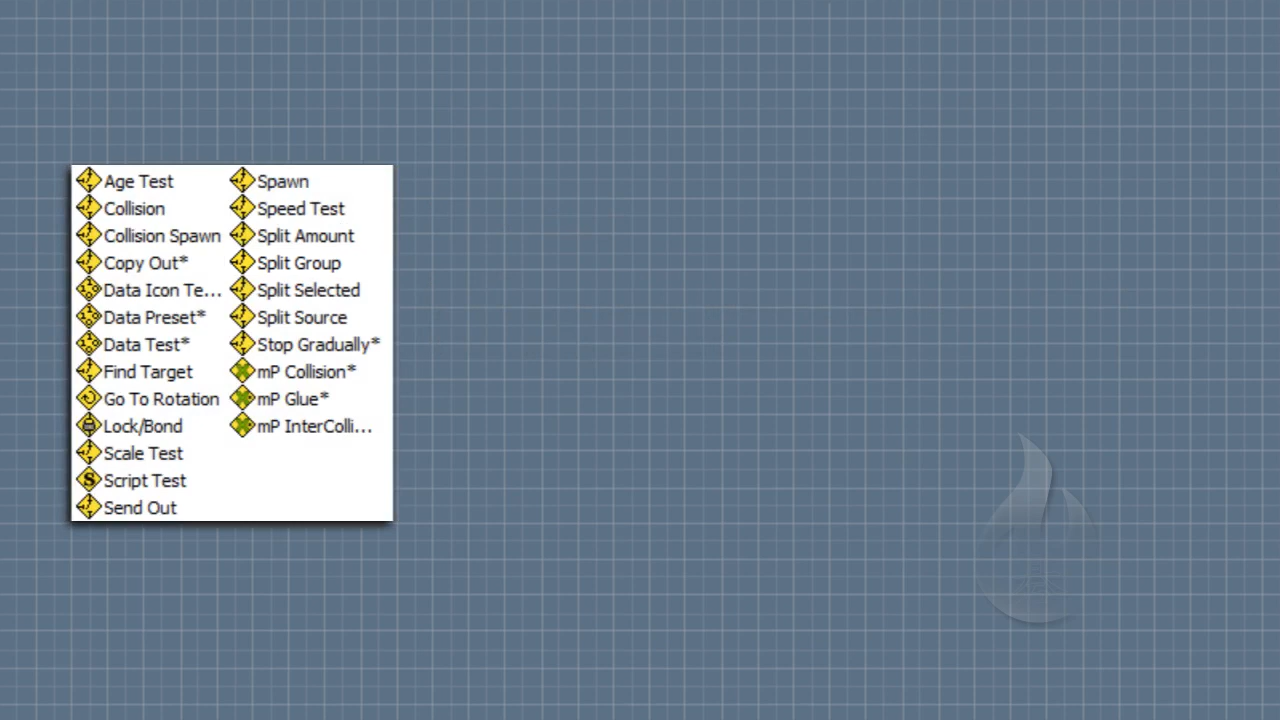 Age Test
Collision
Collision Spawn
Copy Out*
Data Icon Te...
Data Preset*
Data Test*
Find Target
Go To Rotation
Lock/Bond
Scale Test
Script Test
Send Out
Spawn
Speed Test
Split Amount
Split Group
Split Selected
Split Source
Stop Gradually*
mP Collision*
mP Glue*
mP InterColli...